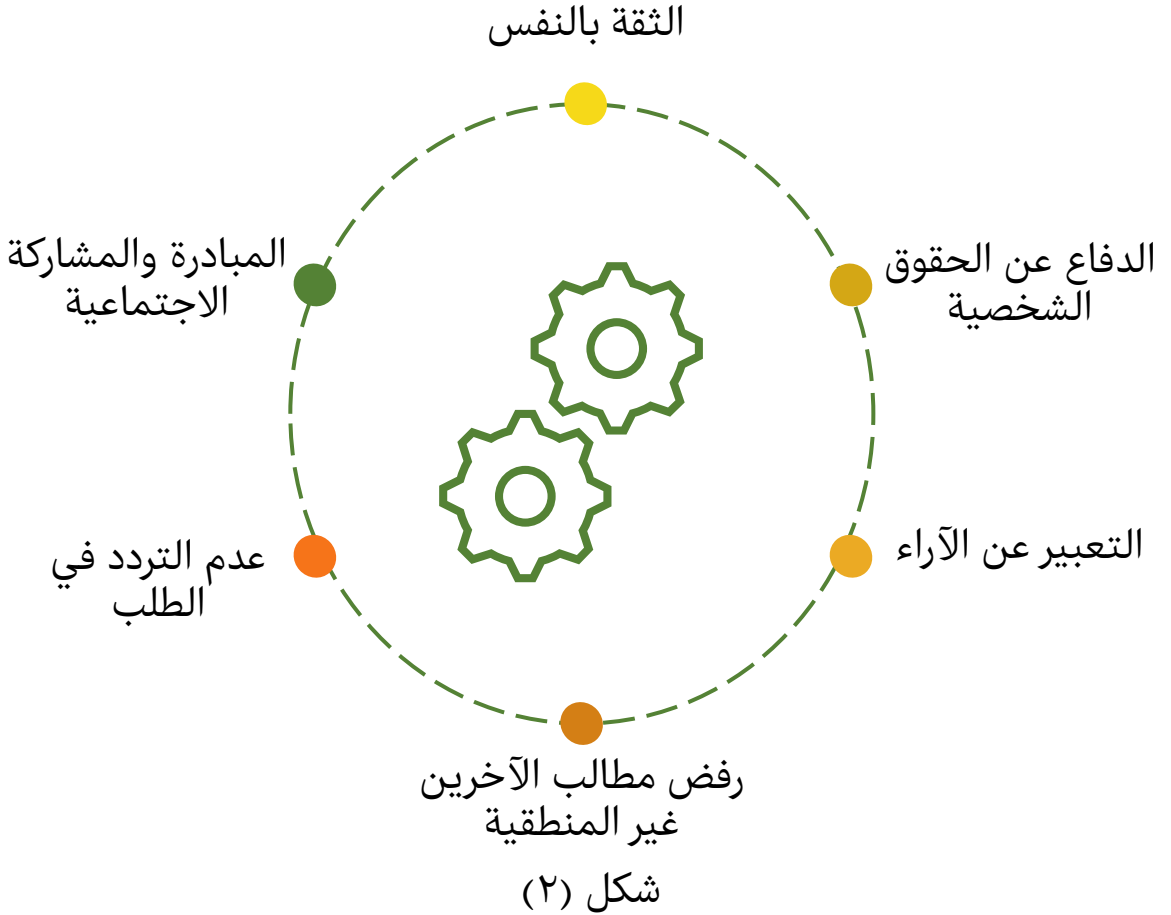 الثقة بالنفس
الدفاع عن الحقوق
الشخصية
التعبير عن الآراء
رفض مطالب الآخرين
غير المنطقية
عدم التردد في
الطلب
المبادرة والمشاركة
الاجتماعية
شكل (٢)